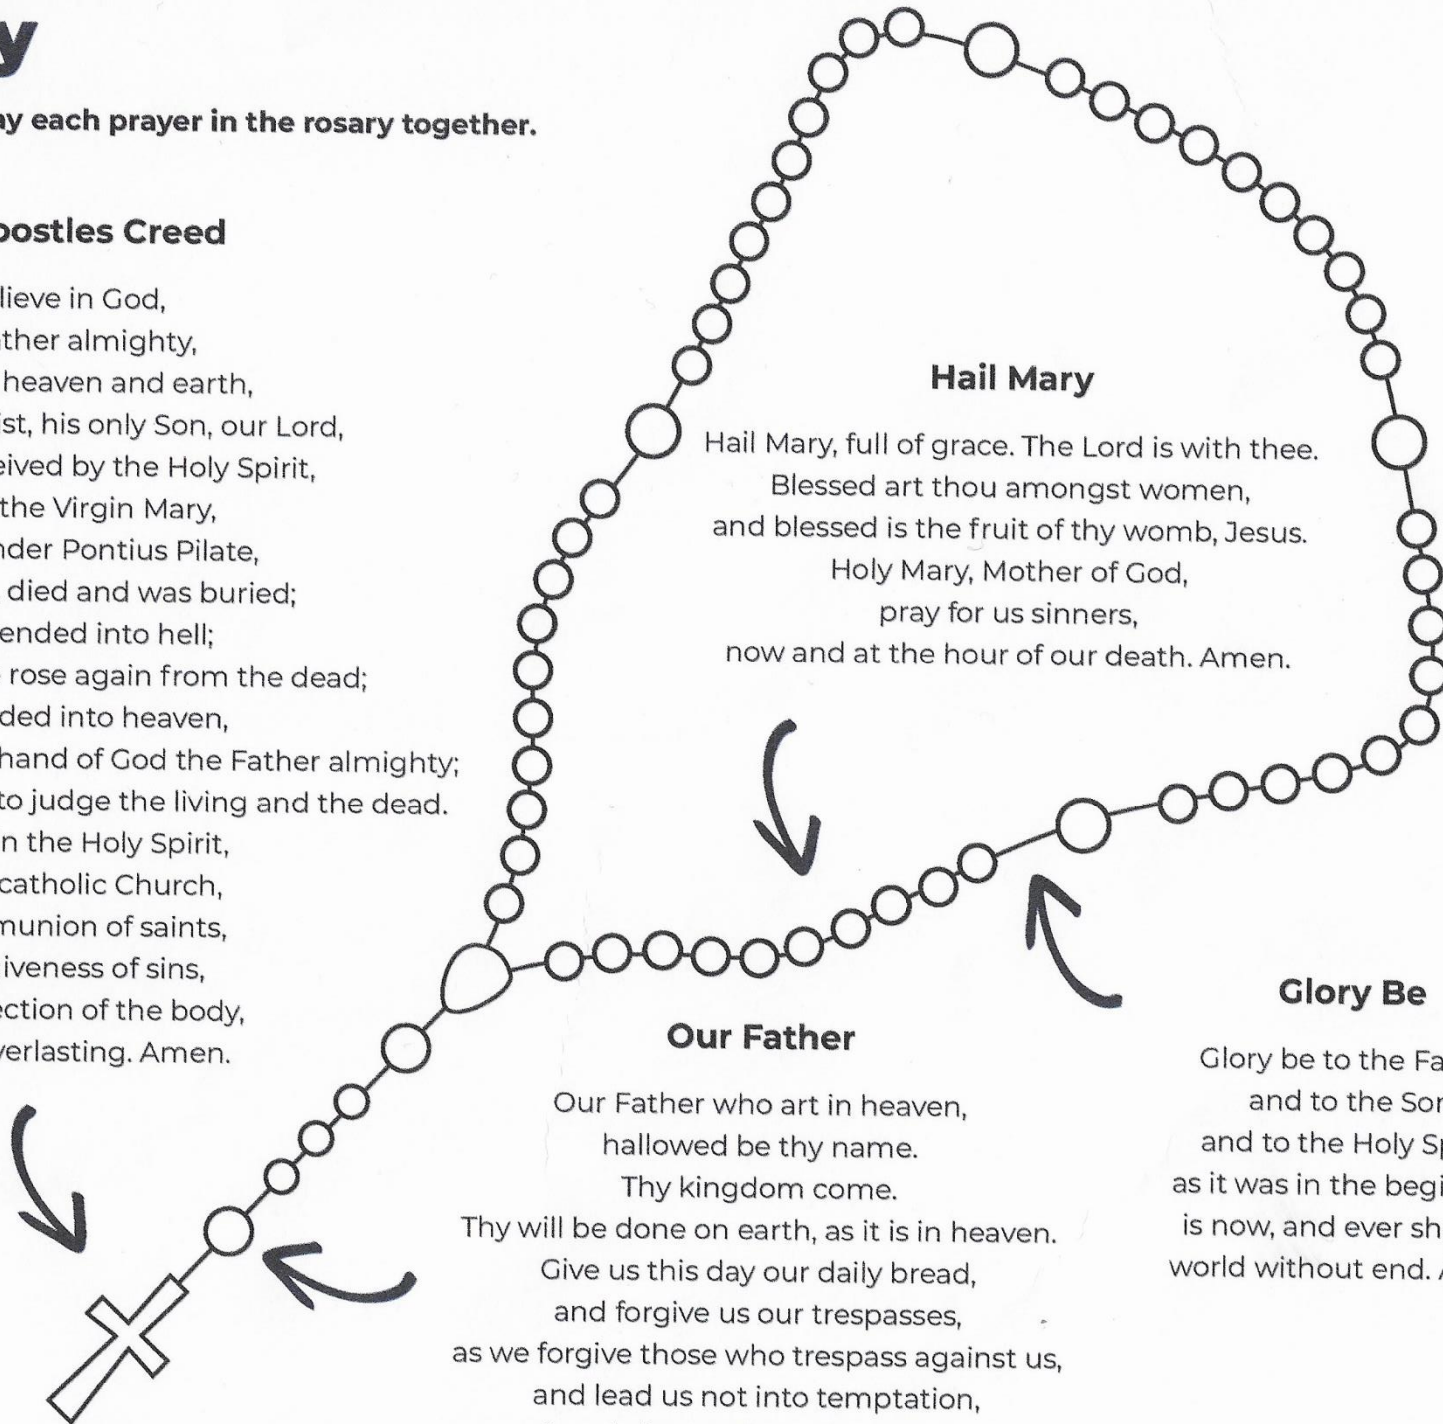 y
ay each prayer in the rosary together.
postles Creed
lieve in God,
ther almighty,
heaven and earth,
ist, his only Son, our Lord,
eived by the Holy Spirit,
the Virgin Mary,
nder Pontius Pilate,
died and was buried;
ended into hell;
rose again from the dead;
ded into heaven,
hand of God the Father almighty;
to judge the living and the dead.
n the Holy Spirit,
catholic Church,
munion of saints,
iveness of sins,
ection of the body,
verlasting. Amen.
Hail Mary
Hail Mary, full of grace. The Lord is with thee.
Blessed art thou amongst women,
and blessed is the fruit of thy womb, Jesus.
Holy Mary, Mother of God,
pray for us sinners,
now and at the hour of our death. Amen.
Our Father
Our Father who art in heaven,
hallowed be thy name.
Thy kingdom come.
Thy will be done on earth, as it is in heaven.
Give us this day our daily bread,
and forgive us our trespasses,
as we forgive those who trespass against us,
and lead us not into temptation,
Glory Be
Glory be to the Fa
and to the Son
and to the Holy Sp
as it was in the begi
is now, and ever sh
world without end.